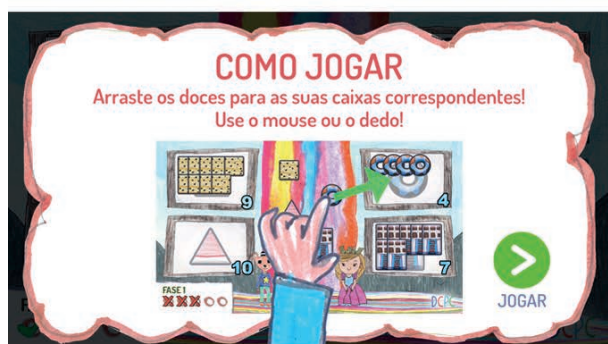 COMO JOGAR
Arraste os doces para as suas caixas correspondentes!
Use o mouse ou o dedo!
9
4
10
7
FASE 1
DCPC
JOGAR